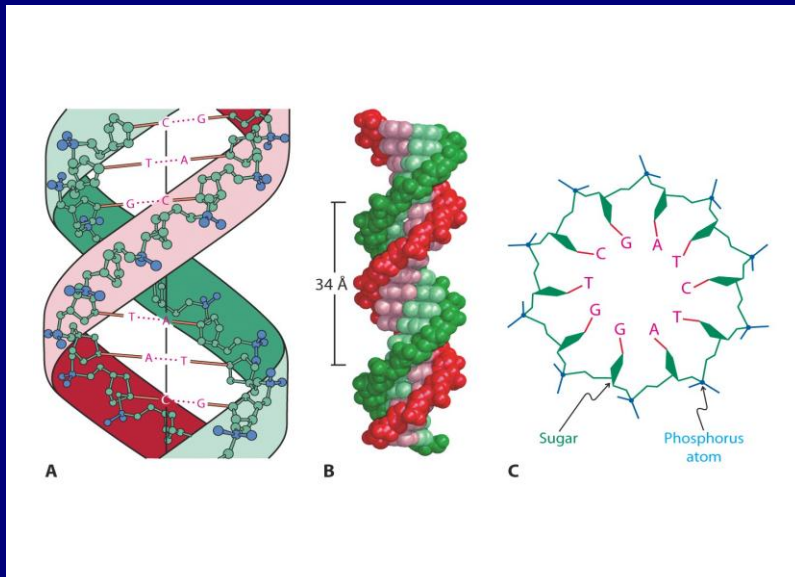 C G
T A
G C
T A
A T
C G
A
34 Å
B
G A
C T
T C
G T
G A
Sugar
Phosphorus
atom
C